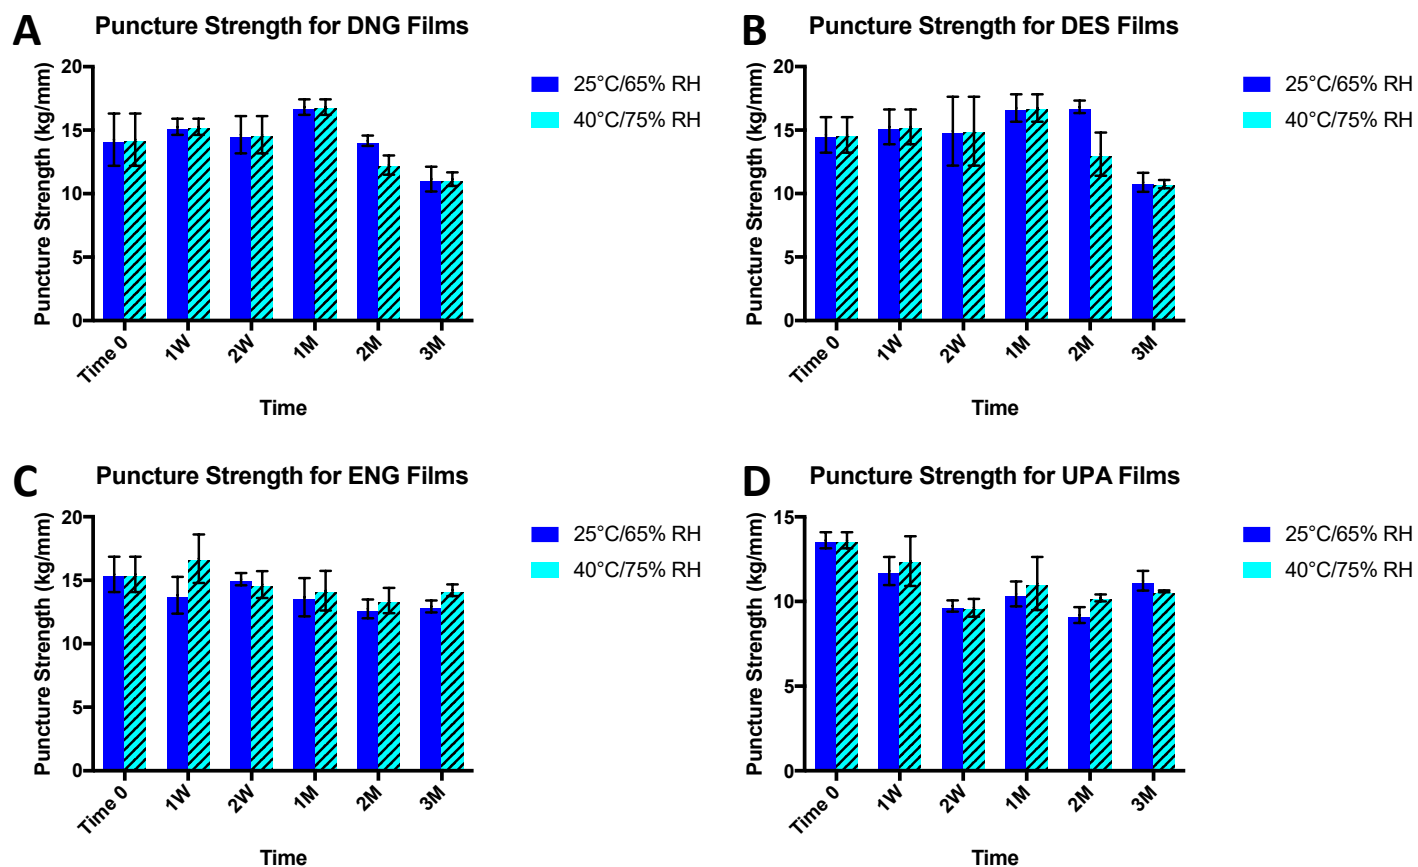 A
Puncture Strength for DNG Films
Puncture Strength (kg/mm)
20
15
10
5
0
Time 0
1W
2W
1M
2M
3M
Time
25°C/65% RH
40°C/75% RH
B
Puncture Strength for DES Films
Puncture Strength (kg/mm)
20
15
10
5
0
Time 0
1W
2W
1M
2M
3M
Time
25°C/65% RH
40°C/75% RH
C
Puncture Strength for ENG Films
Puncture Strength (kg/mm)
20
15
10
5
0
Time 0
1W
2W
1M
2M
3M
Time
25°C/65% RH
40°C/75% RH
D
Puncture Strength for UPA Films
Puncture Strength (kg/mm)
15
10
5
0
Time 0
1W
2W
1M
2M
3M
Time
25°C/65% RH
40°C/75% RH